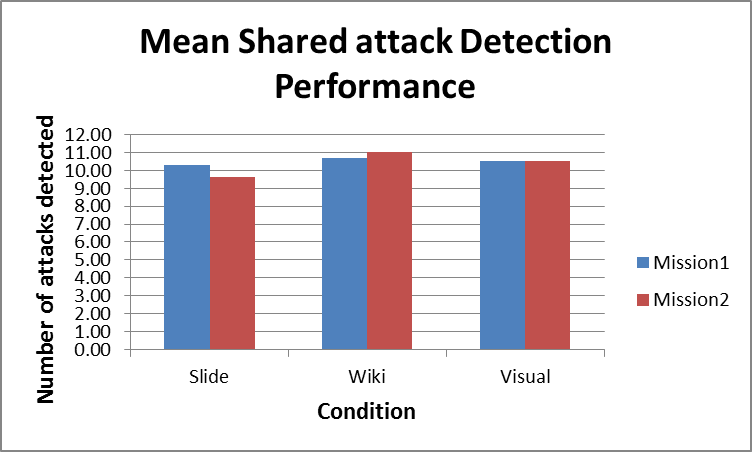 Mean Shared attack Detection
Performance
Number of attacks detected
12.00
11.00
10.00
9.00
8.00
7.00
6.00
5.00
4.00
3.00
2.00
1.00
0.00
Slide
Wiki
Visual
Condition
Mission1
Mission2